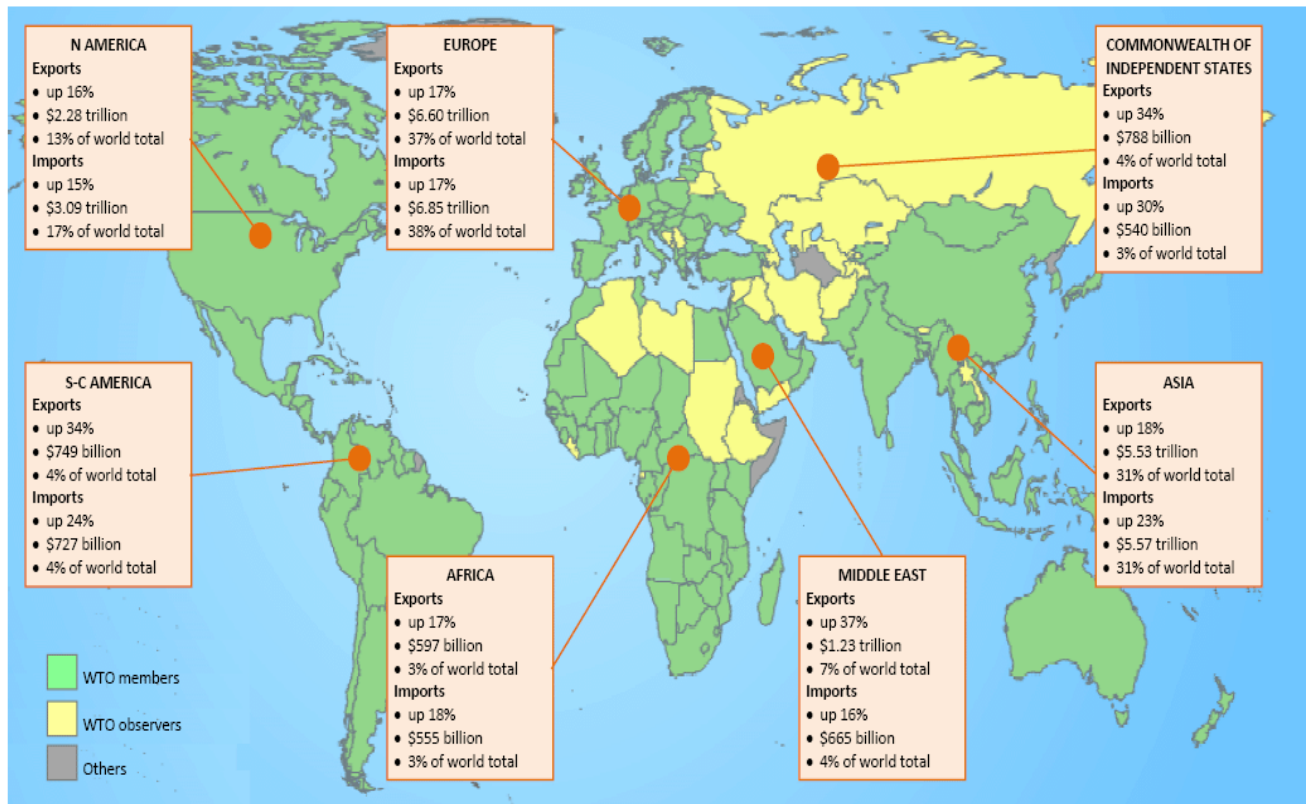 N AMERICA
Exports
• up 16%
• $2.28 trillion
• 13% of world total
Imports
• up 15%
• $3.09 trillion
• 17% of world total
EUROPE
Exports
• up 17%
• $6.60 trillion
• 37% of world total
Imports
• up 17%
• $6.85 trillion
• 38% of world total
COMMONWEALTH OF
INDEPENDENT STATES
Exports
• up 34%
• $788 billion
• 4% of world total
Imports
• up 30%
• $540 billion
• 3% of world total
S-C AMERICA
Exports
• up 34%
• $749 billion
• 4% of world total
Imports
• up 24%
• $727 billion
• 4% of world total
ASIA
Exports
• up 18%
• $5.53 trillion
• 31% of world total
Imports
• up 23%
• $5.57 trillion
• 31% of world total
AFRICA
Exports
• up 17%
• $597 billion
• 3% of world total
Imports
• up 18%
• $555 billion
• 3% of world total
MIDDLE EAST
Exports
• up 37%
• $1.23 trillion
• 7% of world total
Imports
• up 16%
• $665 billion
• 4% of world total
WTO members
WTO observers
Others